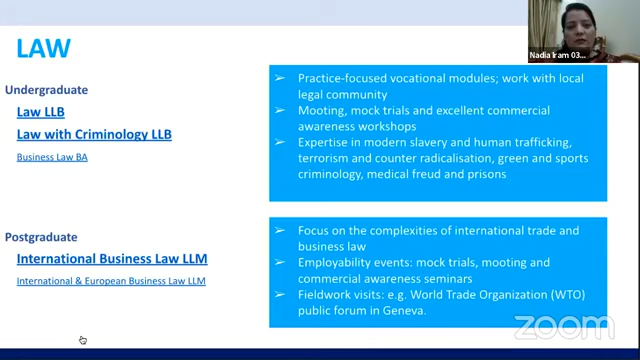 LAW
Nadia Iram 03...
Undergraduate
Law LLB
Law with Criminology LLB
Business Law BA
➢ Practice-focused vocational modules; work with local
legal community
➢ Mooting, mock trials and excellent commercial
awareness workshops
➢ Expertise in modern slavery and human trafficking,
terrorism and counter radicalisation, green and sports
criminology, medical freud and prisons
Postgraduate
International Business Law LLM
International & European Business Law LLM
➢ Focus on the complexities of international trade and
business law
➢ Employability events: mock trials, mooting and
commercial awareness seminars
➢ Fieldwork visits: e.g. World Trade Organization (WTO)
public forum in Geneva.
zoom